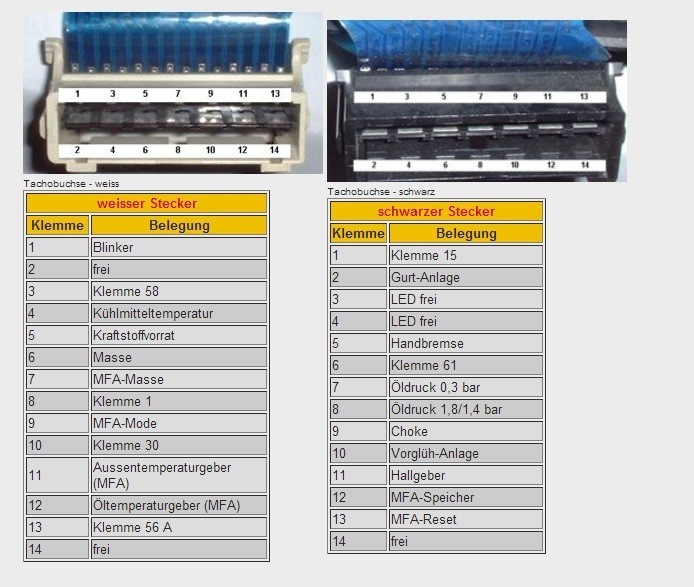 1 3 5 7 9 11 13
2 4 6 8 10 12 14
Tachobuchse - weiss
weisser Stecker
Klemme Belegung
1 Blinker
2 frei
3 Klemme 58
4 Kühlmitteltemperatur
5 Kraftstoffvorrat
6 Masse
7 MFA-Masse
8 Klemme 1
9 MFA-Mode
10 Klemme 30
11 Aussentemperaturgeber
(MFA)
12 Öltemperaturgeber (MFA)
13 Klemme 56 A
14 frei
1 3 5 7 9 11 13
2 4 6 8 10 12 14
Tachobuchse - schwarz
schwarzer Stecker
Klemme Belegung
1 Klemme 15
2 Gurt-Anlage
3 LED frei
4 LED frei
5 Handbremse
6 Klemme 61
7 Öldruck 0,3 bar
8 Öldruck 1,8/1,4 bar
9 Choke
10 Vorglüh-Anlage
11 Hallgeber
12 MFA-Speicher
13 MFA-Reset
14 frei